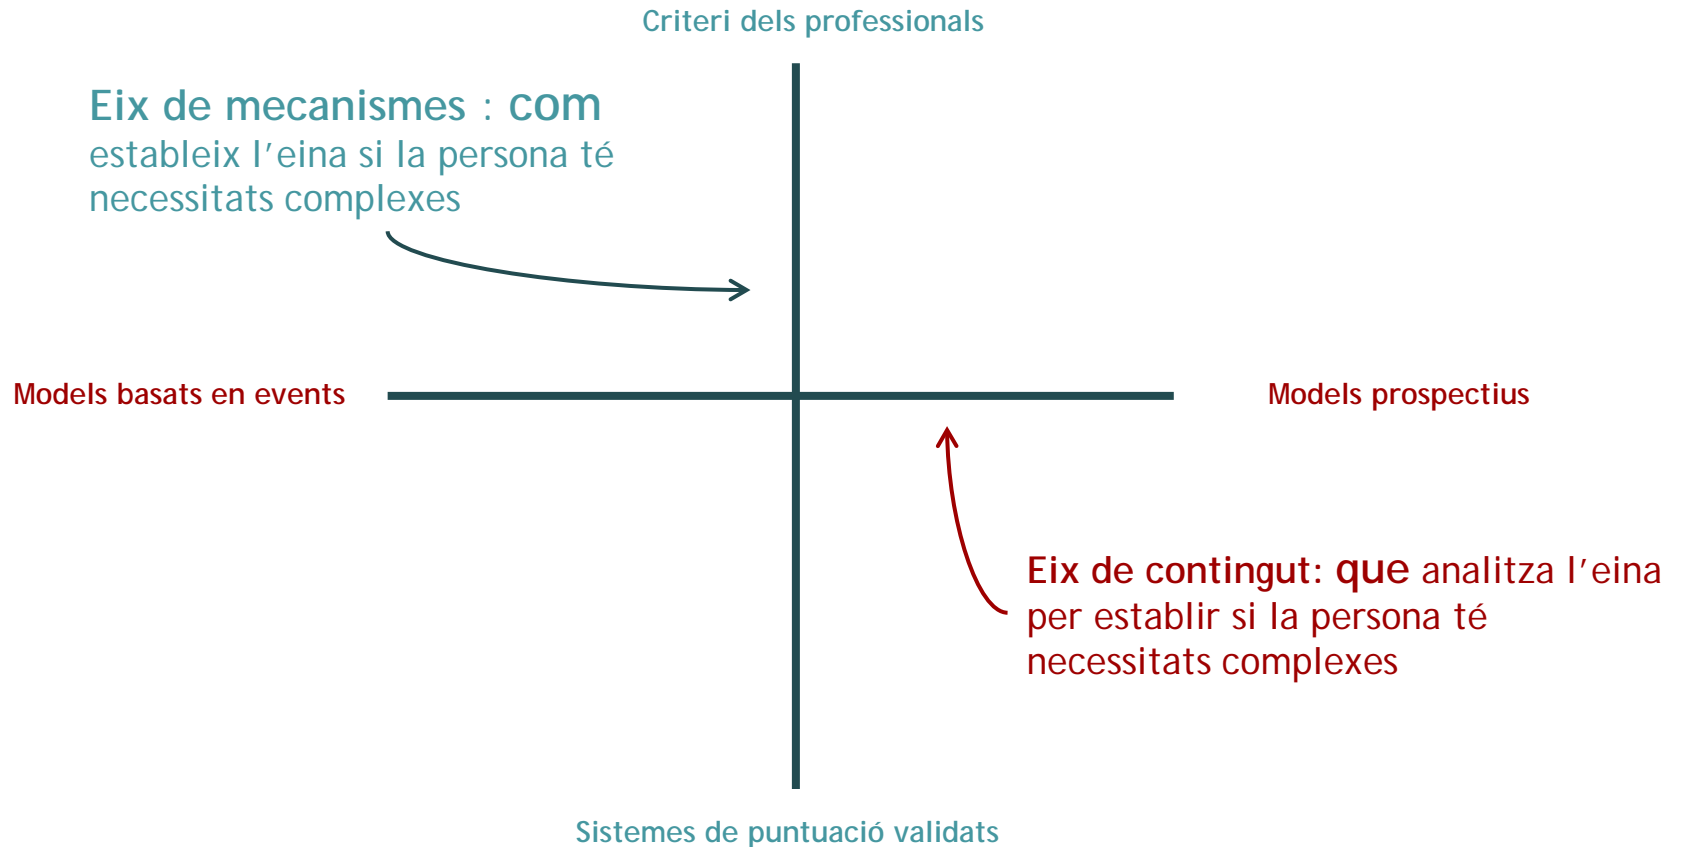 Criteri dels professionals
Eix de mecanismes : com
estableix l’eina si la persona té
necessitats complexes
Models basats en events
Models prospectius
Eix de contingut: que analitza l’eina
per establir si la persona té
necessitats complexes
Sistemes de puntuació validats